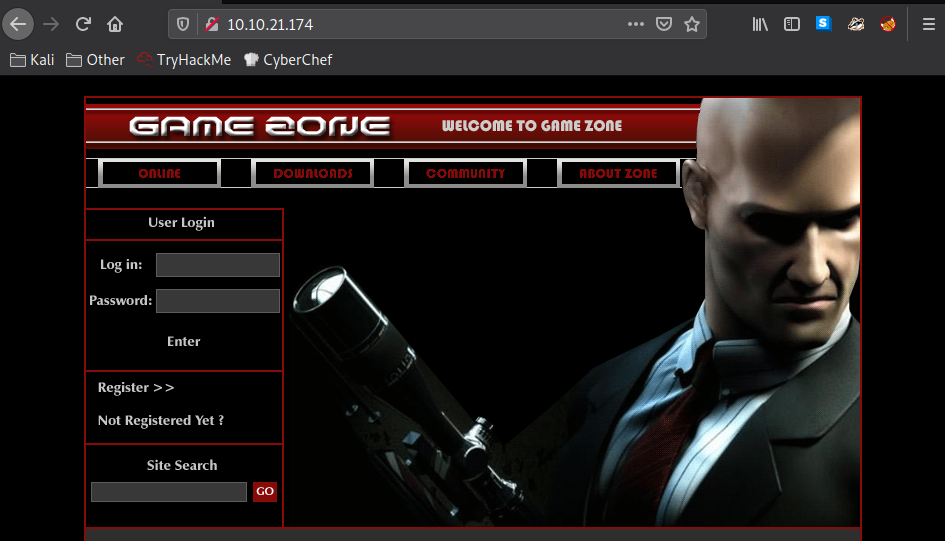 10.10.21.174
Kali Other TryHackMe CyberChef
GAME ZONE WELCOME TO GAME ZONE
ONLINE DOWNLOADS COMMUNITY ABOUT ZONE
User Login
Log in:
Password:
Enter
Register >>
Not Registered Yet ?
Site Search
GO